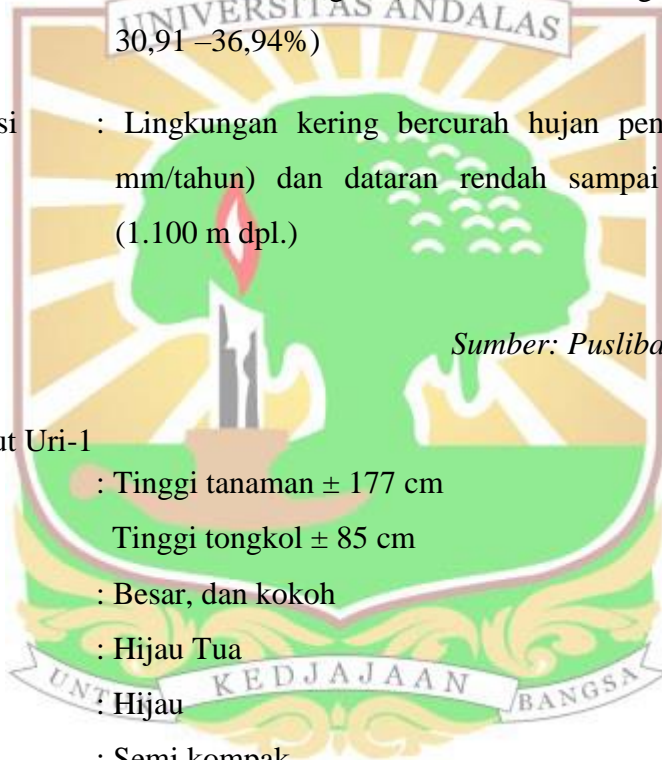 UNIVERSITAS ANDALAS
30,91 –36,94%)
: Lingkungan kering bercurah hujan
mm/tahun) dan dataran rendah sampai
(1.100 m dpl.)
Sumber:
Uri-1
: Tinggi tanaman ± 177 cm
Tinggi tongkol ± 85 cm
: Besar, dan kokoh
: Hijau Tua
UNTUK KEDJAJAAN BANGSA
: Hijau
: Semi kompak